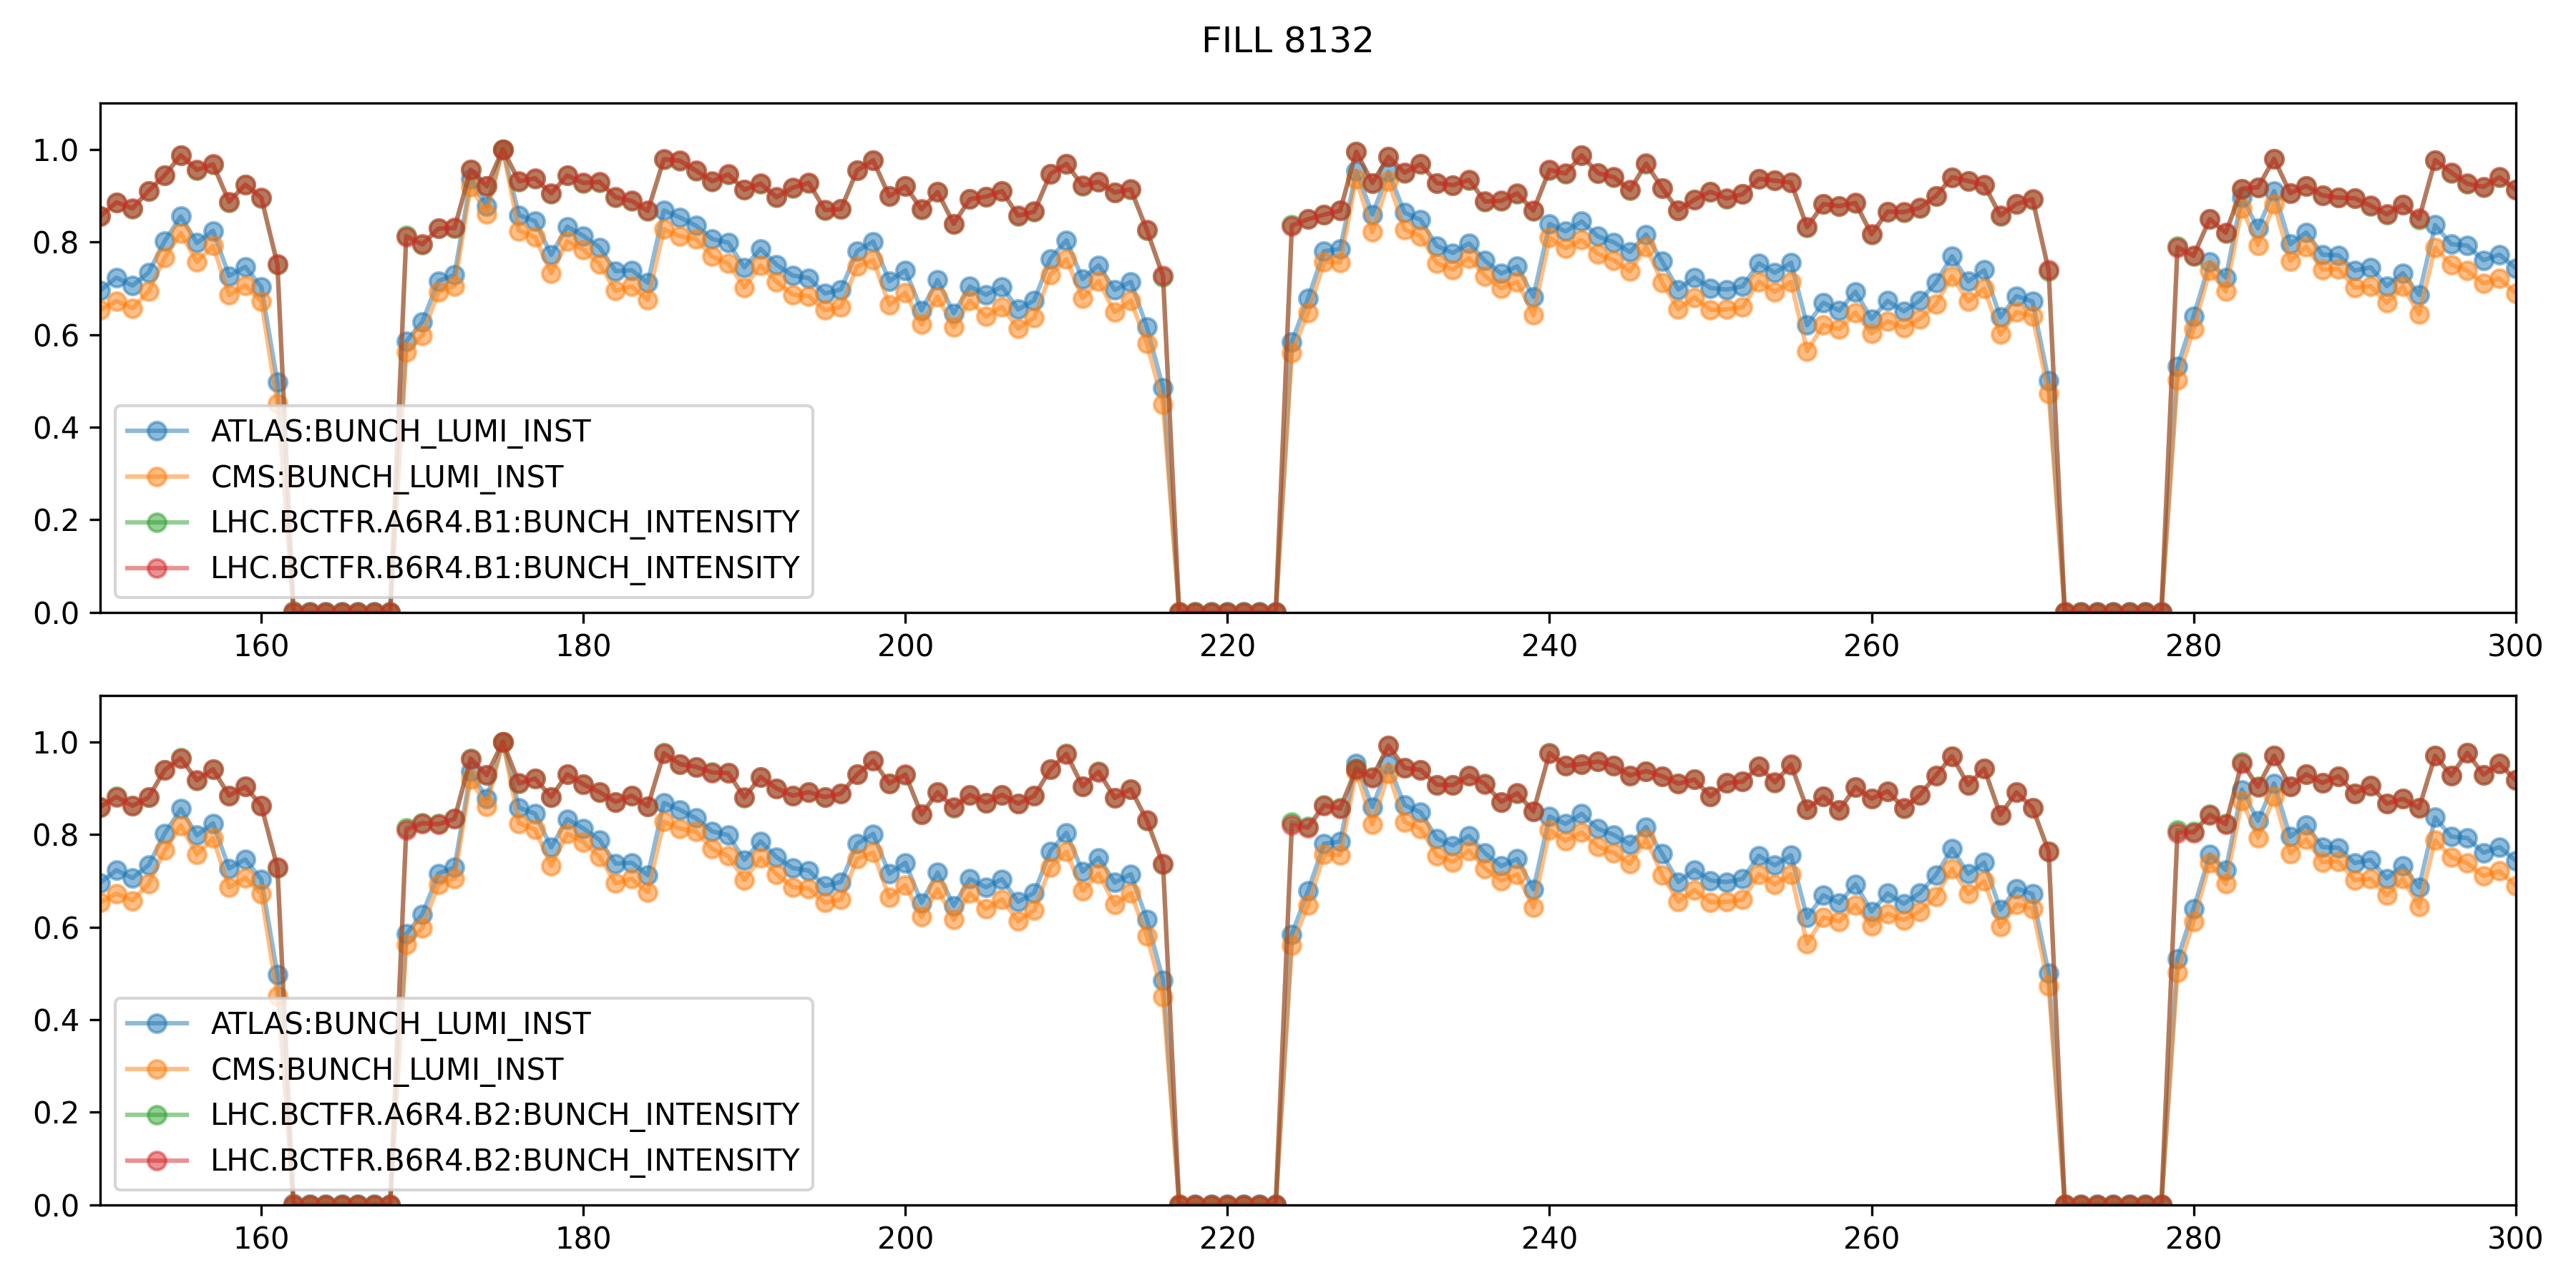 FILL 8132
1.0
0.8
0.6
0.4
0.2
0.0
ATLAS:BUNCH_LUMI_INST
CMS:BUNCH_LUMI_INST
LHC.BCTFR.A6R4.B1:BUNCH_INTENSITY
LHC.BCTFR.B6R4.B1:BUNCH_INTENSITY
160 180 200 220 240 260 280 300
1.0
0.8
0.6
0.4
0.2
0.0
ATLAS:BUNCH_LUMI_INST
CMS:BUNCH_LUMI_INST
LHC.BCTFR.A6R4.B2:BUNCH_INTENSITY
LHC.BCTFR.B6R4.B2:BUNCH_INTENSITY
160 180 200 220 240 260 280 300